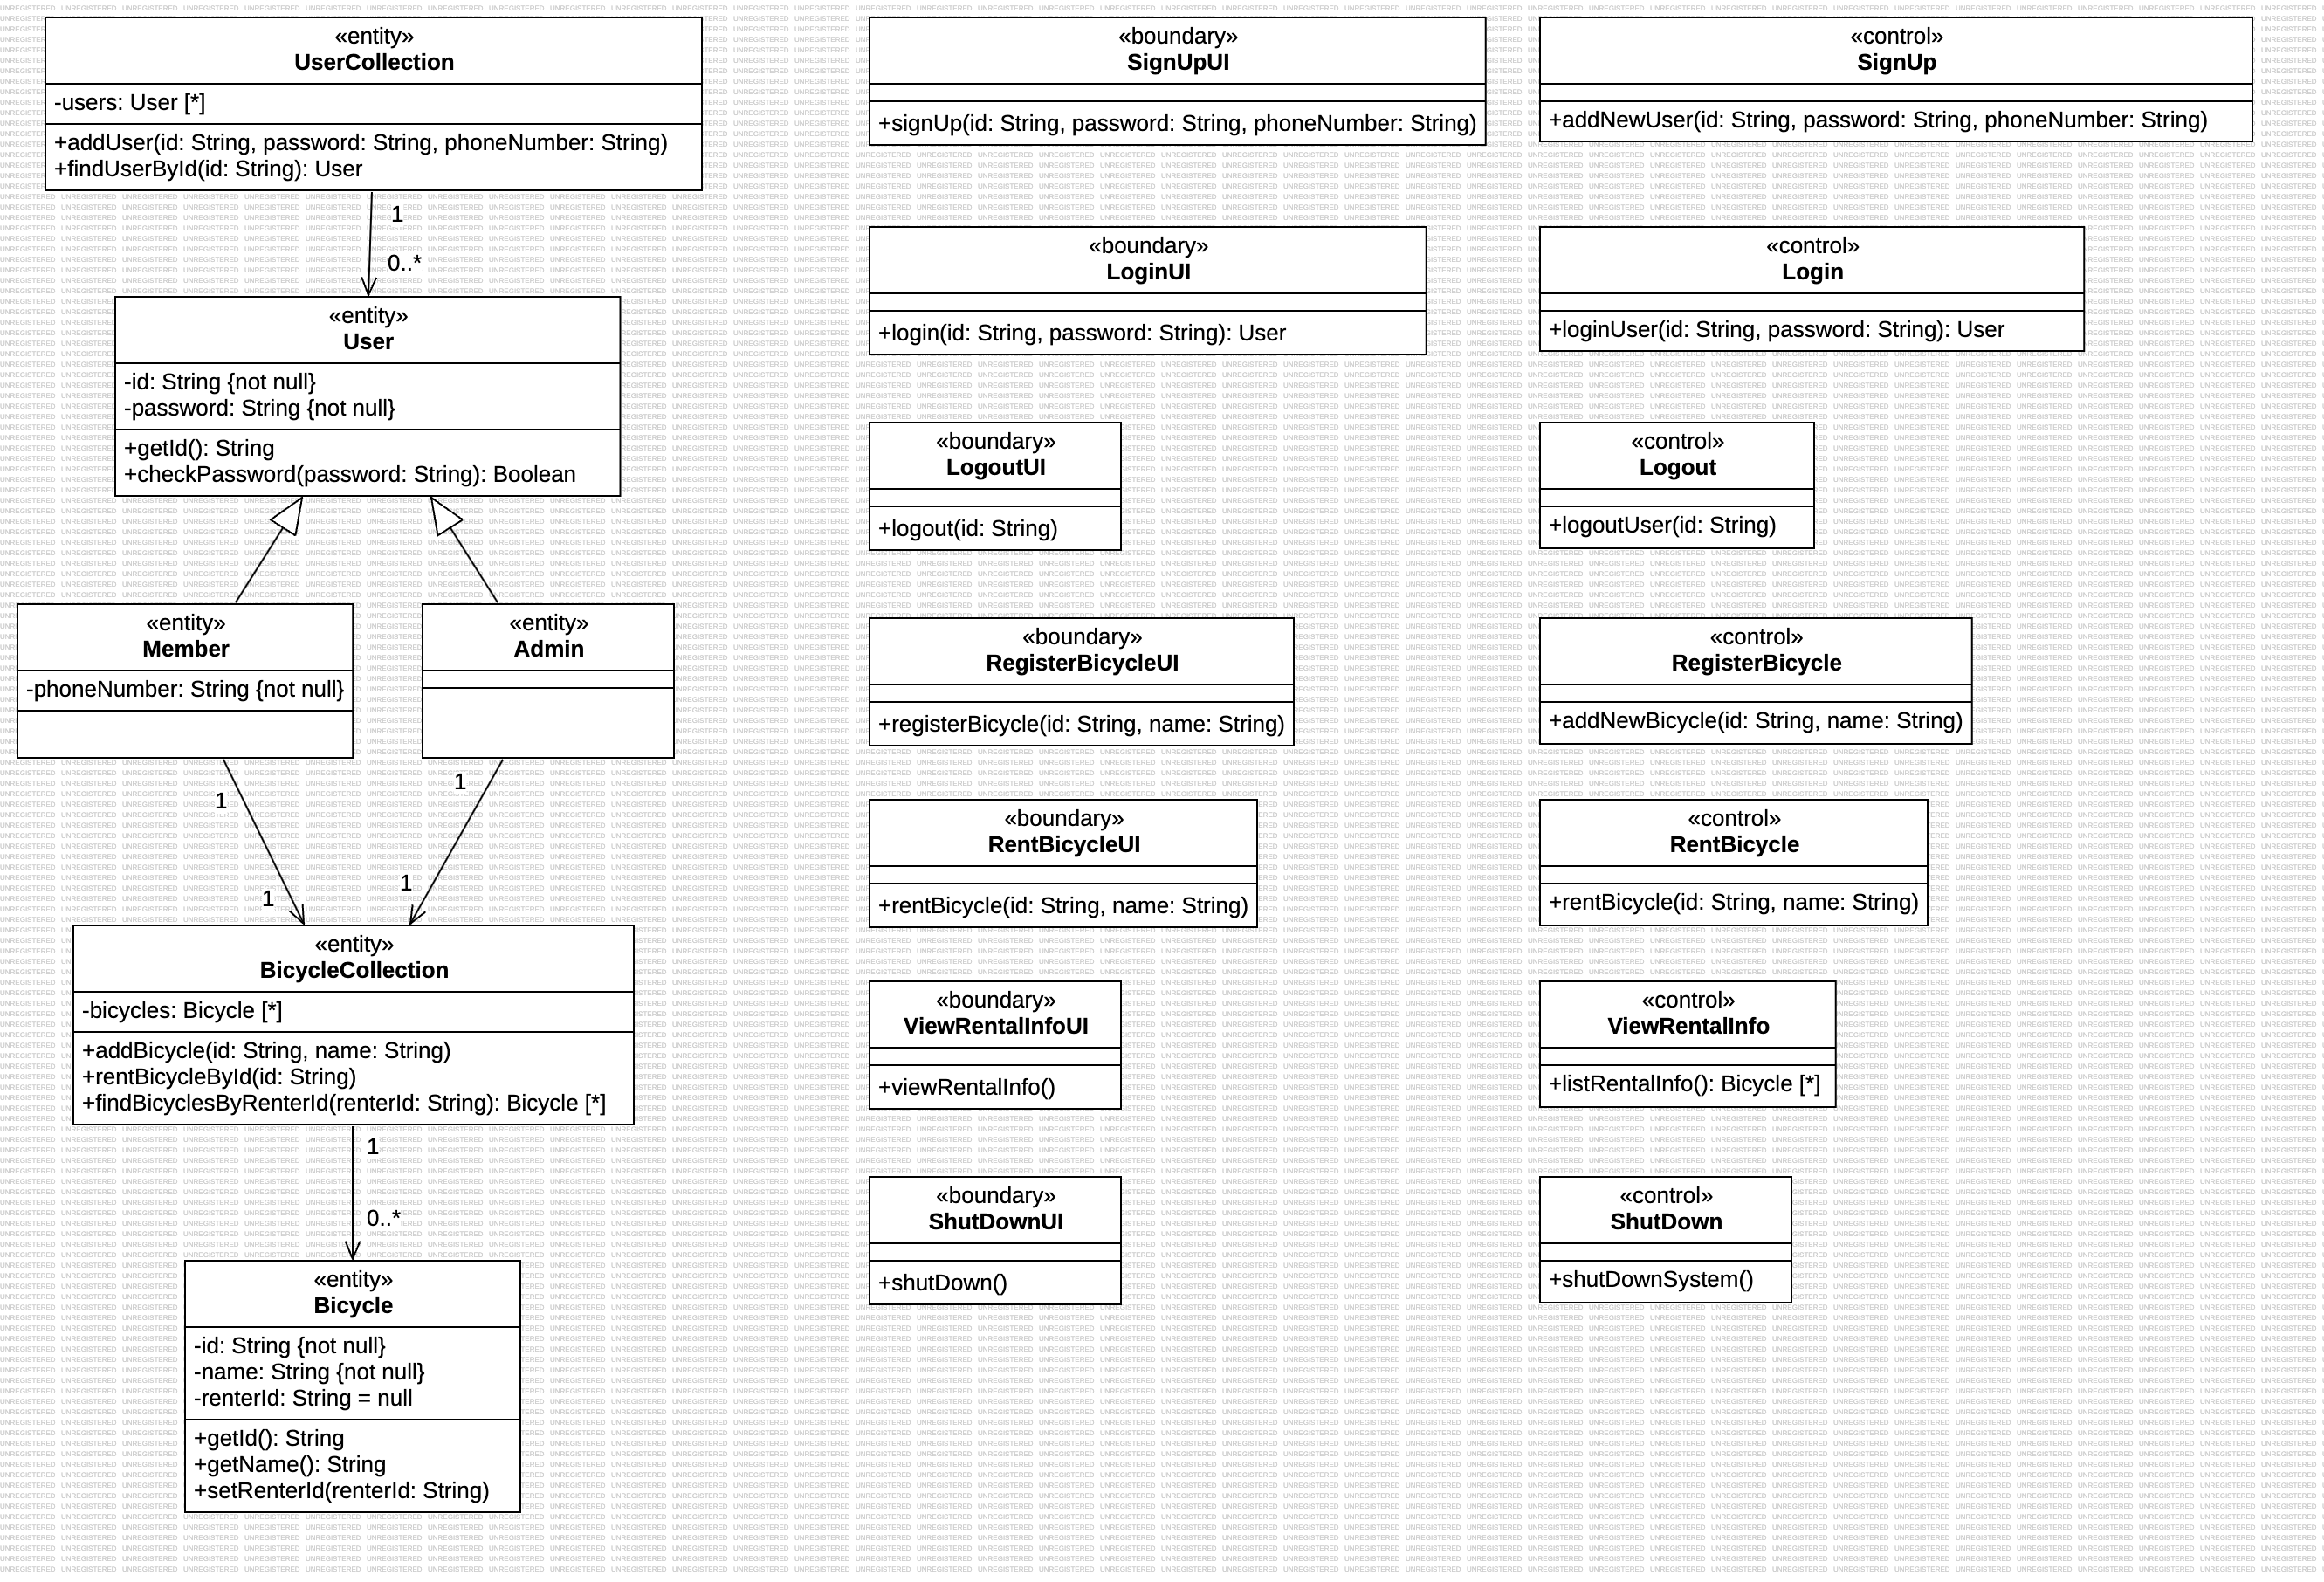 «entity»
UserCollection
-users: User [*]
+addUser(id: String, password: String, phoneNumber: String)
+findUserById(id: String): User
1
0..*
«entity»
User
-id: String {not null}
-password: String {not null}
+getId(): String
+checkPassword(password: String): Boolean
«entity»
Member
-phoneNumber: String {not null}
«entity»
Admin
1
1
1
1
«entity»
BicycleCollection
-bicycles: Bicycle [*]
+addBicycle(id: String, name: String)
+rentBicycleById(id: String)
+findBicyclesByRenterId(renterId: String): Bicycle [*]
1
0..*
«entity»
Bicycle
-id: String {not null}
-name: String {not null}
-renterId: String = null
+getId(): String
+getName(): String
+setRenterId(renterId: String)
«boundary»
SignUpUI
+signUp(id: String, password: String, phoneNumber: String)
«boundary»
LoginUI
+login(id: String, password: String): User
«boundary»
LogoutUI
+logout(id: String)
«boundary»
RegisterBicycleUI
+registerBicycle(id: String, name: String)
«boundary»
RentBicycleUI
+rentBicycle(id: String, name: String)
«boundary»
ViewRentalInfoUI
+viewRentalInfo()
«boundary»
ShutDownUI
+shutDown()
«control»
SignUp
+addNewUser(id: String, password: String, phoneNumber: String)
«control»
Login
+loginUser(id: String, password: String): User
«control»
Logout
+logoutUser(id: String)
«control»
RegisterBicycle
+addNewBicycle(id: String, name: String)
«control»
RentBicycle
+rentBicycle(id: String, name: String)
«control»
ViewRentalInfo
+listRentalInfo(): Bicycle [*]
«control»
ShutDown
+shutDownSystem()
UNREGISTERED